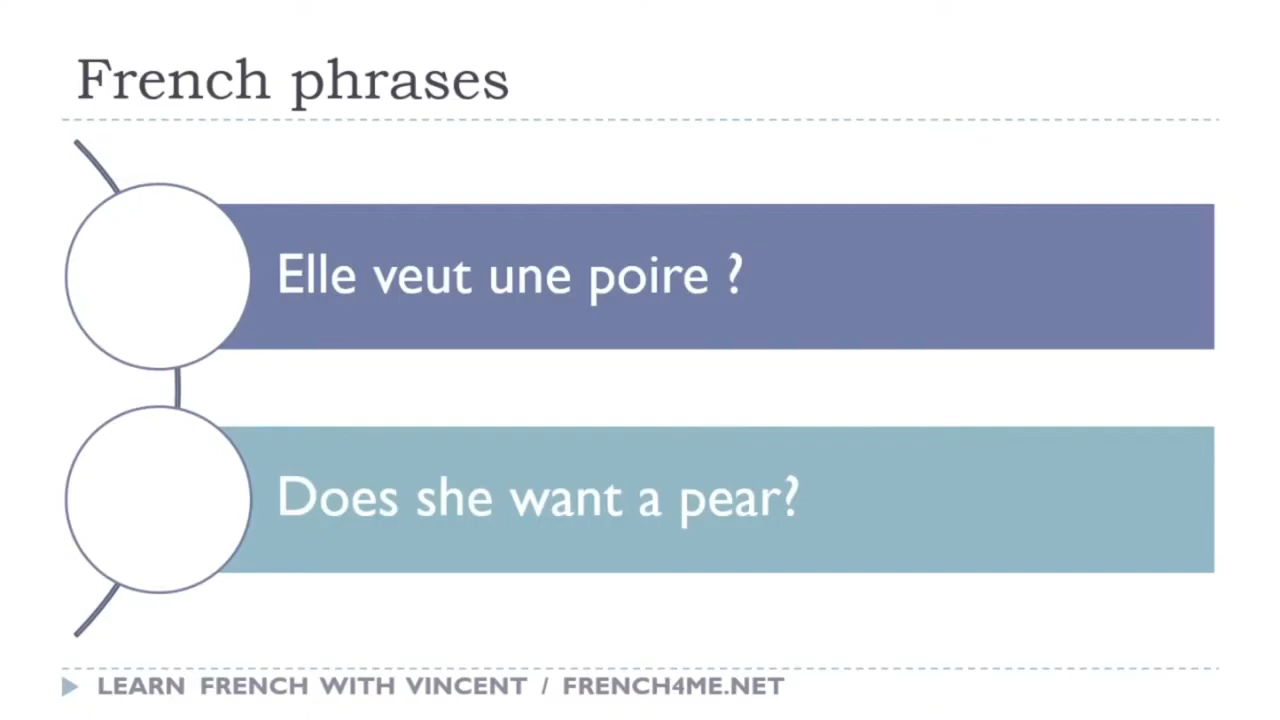 French phrases
Elle veut une poire ?
Does she want a pear?
LEARN FRENCH WITH VINCENT / FRENCH4ME.NET